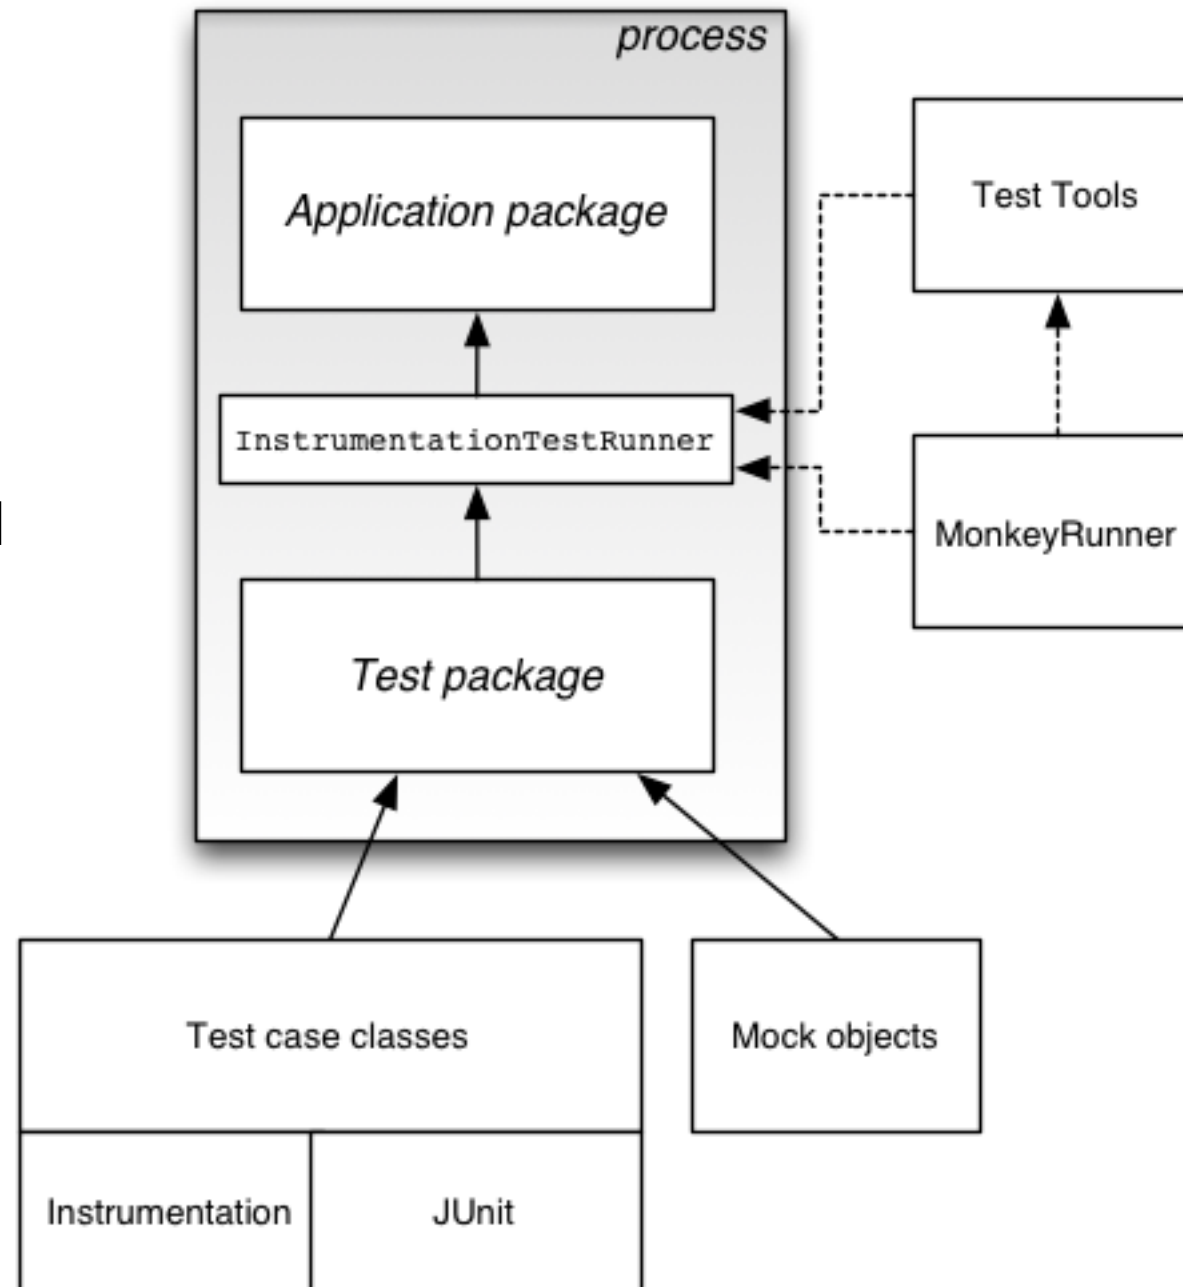 process
Application package
Test Tools
InstrumentationTestRunner
MonkeyRunner
Test package
Test case classes
Mock objects
Instrumentation
JUnit